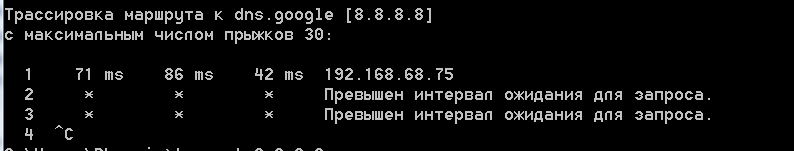 Трассировка маршрута к dns.google [8.8.8.8]
с максимальным числом прыжков 30:
1 71 ms 86 ms 42 ms 192.168.68.75
2 * * * Превышен интервал ожидания для запроса.
3 * * * Превышен интервал ожидания для запроса.
4 ^C